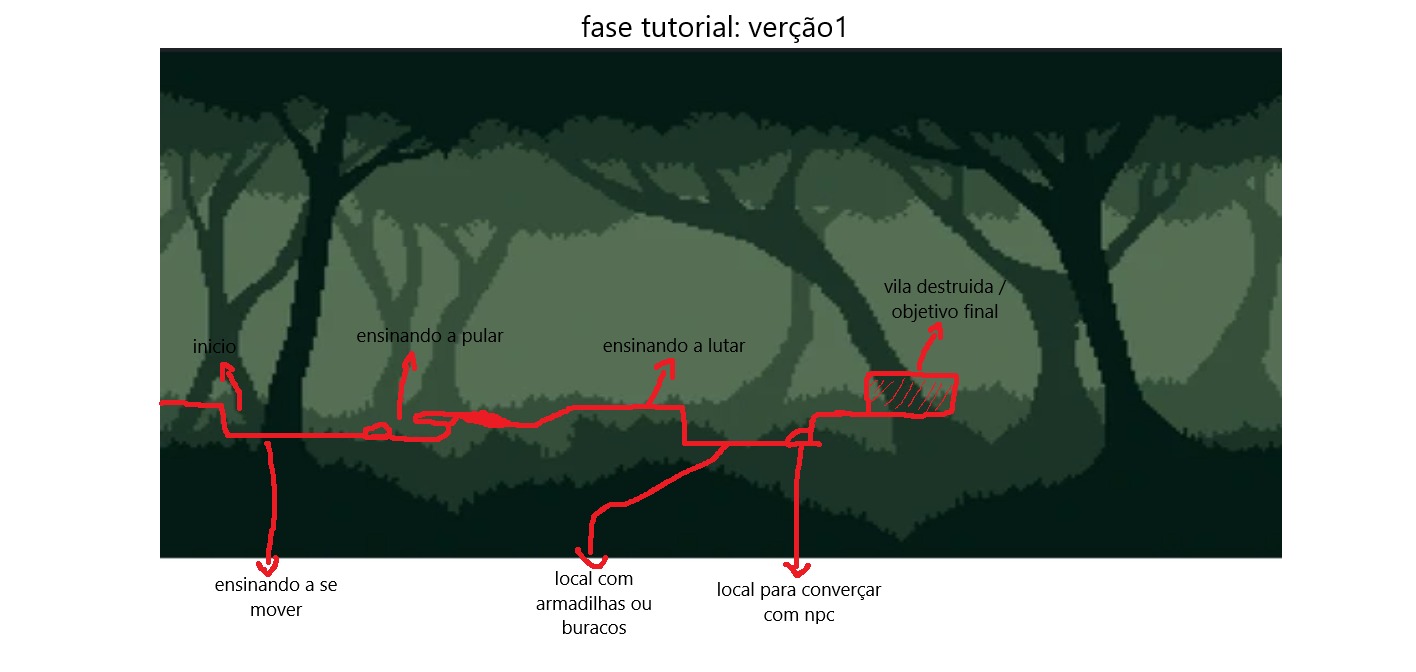 fase tutorial: verção1
inicio
ensinando a pular
ensinando a lutar
vila destruida /
objetivo final
ensinando a se
mover
local com
armadilhas ou
buracos
local para converçar
com npc